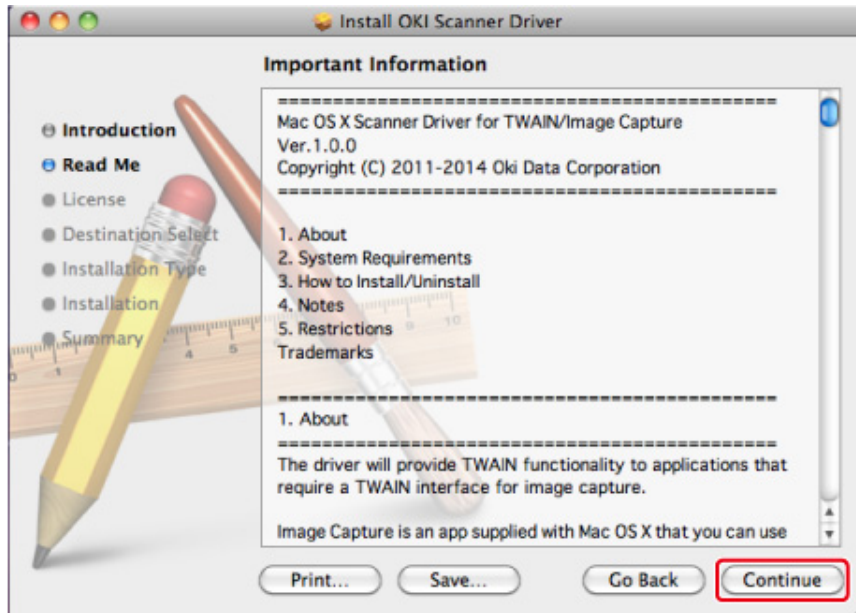 Install OKI Scanner Driver
Important Information
Introduction
Read Me
License
Destination Select
Installation Type
Installation
Summary
===================================================
Mac OS X Scanner Driver for TWAIN/Image Capture
Ver.1.0.0
Copyright (C) 2011-2014 Oki Data Corporation
===================================================
1. About
2. System Requirements
3. How to Install/Uninstall
4. Notes
5. Restrictions
Trademarks
===================================================
1. About
===================================================
The driver will provide TWAIN functionality to applications that
require a TWAIN interface for image capture.
Image Capture is an app supplied with Mac OS X that you can use
Print...
Save...
Go Back
Continue